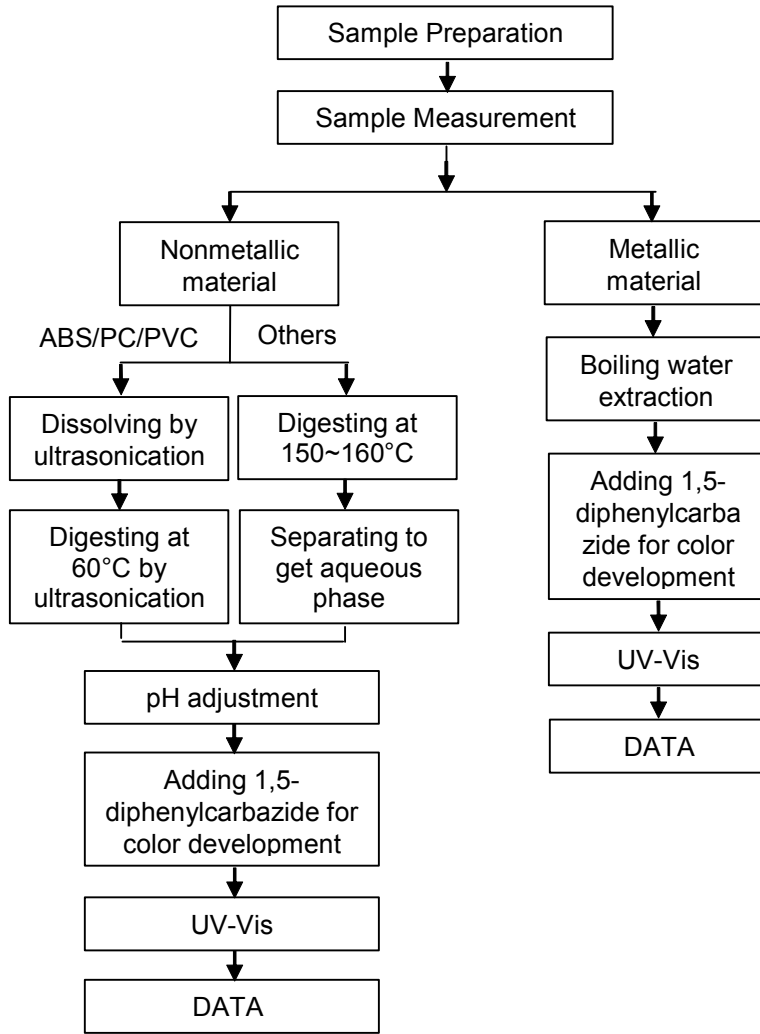 Sample Preparation
Sample Measurement
Nonmetallic
material
ABS/PC/PVC
Others
Dissolving by
ultrasonication
Digesting at
150~160°C
Digesting at
60°C by
ultrasonication
Separating to
get aqueous
phase
pH adjustment
Adding 1,5-
diphenylcarbazide for
color development
UV-Vis
DATA
Metallic
material
Boiling water
extraction
Adding 1,5-
diphenylcarba
zide for color
development
UV-Vis
DATA